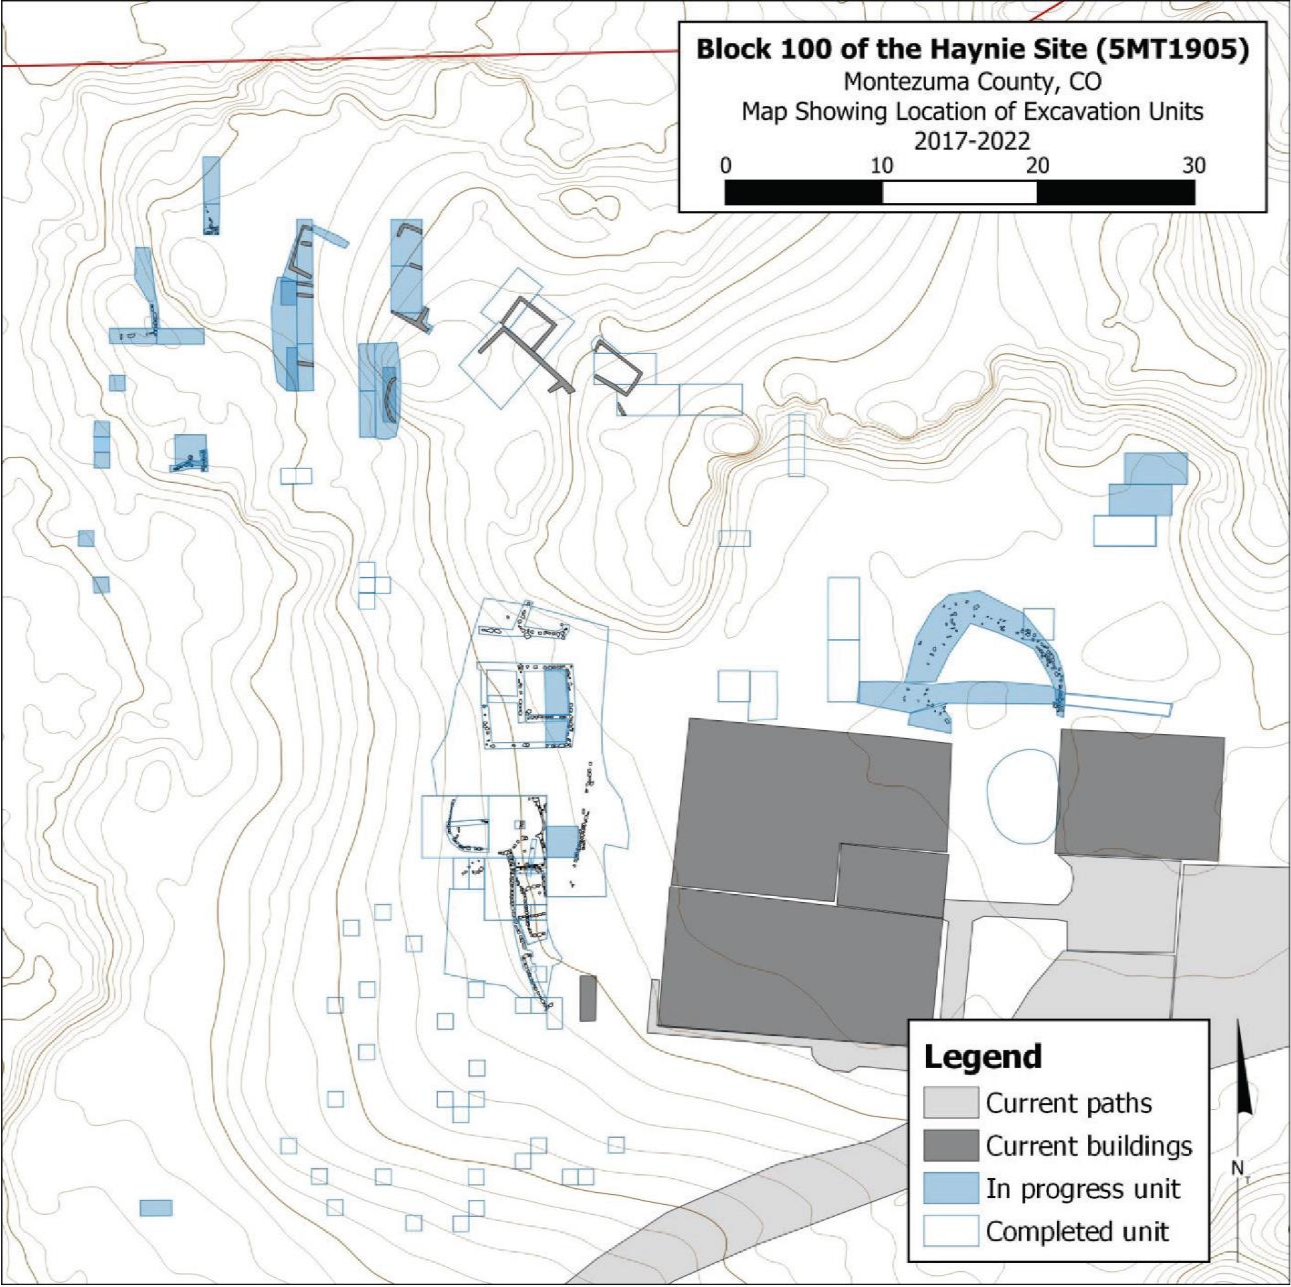 Block 100 of the Haynie Site (5MT1905)
Montezuma County, CO
Map Showing Location of Excavation Units
2017-2022
0 10 20 30
Legend
Current paths
Current buildings
In progress unit
Completed unit
N
T